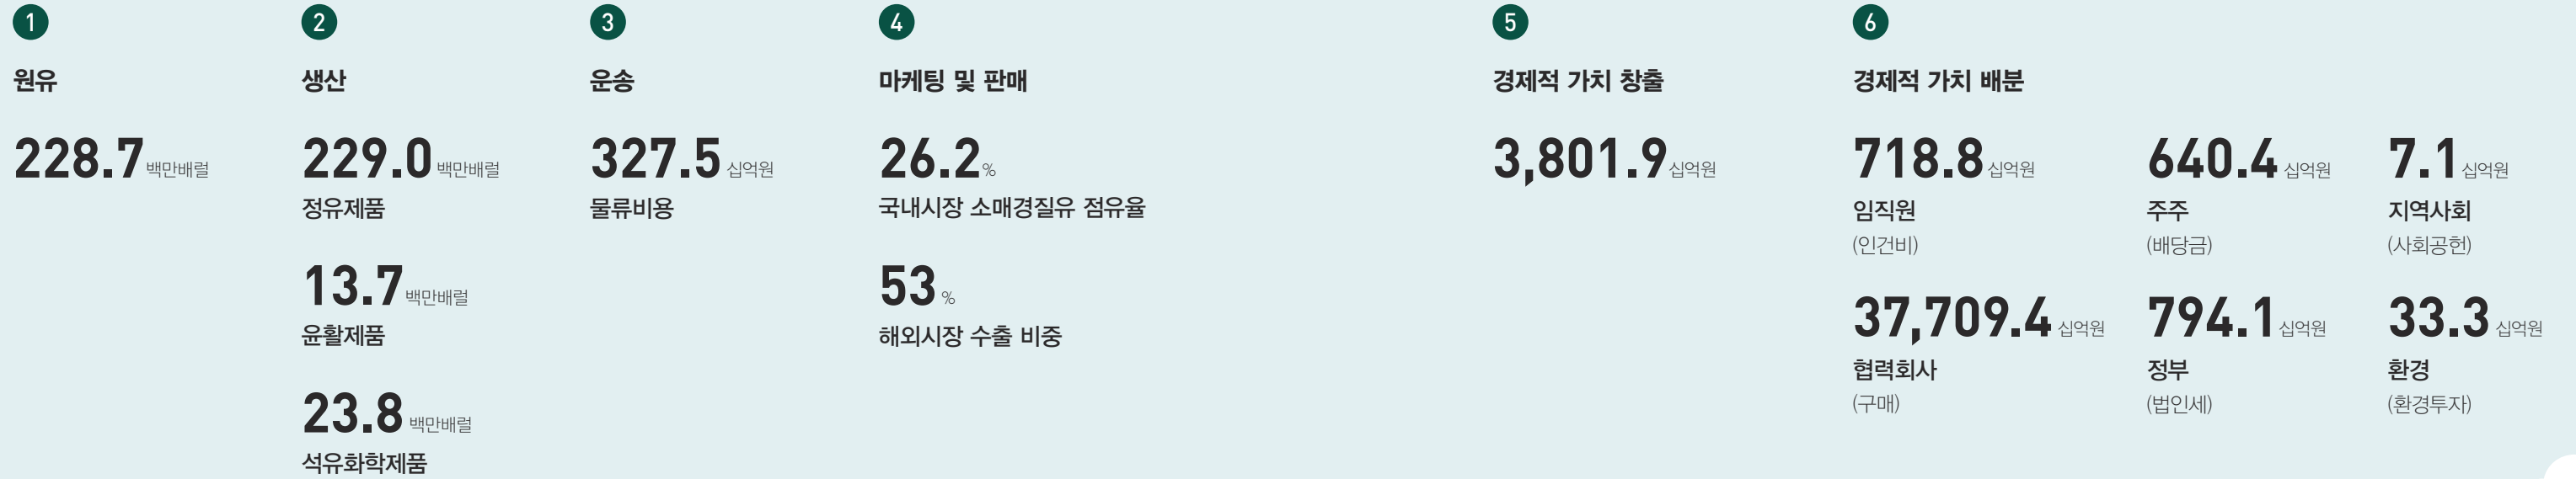 1
원유
228.7 백만배럴
2
생산
229.0 백만배럴
정유제품
13.7 백만배럴
윤활제품
23.8 백만배럴
석유화학제품
3
운송
327.5 십억원
물류비용
4
마케팅 및 판매
26.2 %
국내시장 소매경질유 점유율
53 %
해외시장 수출 비중
5
경제적 가치 창출
3,801.9 십억원
6
경제적 가치 배분
718.8 십억원
임직원
(인건비)
640.4 십억원
주주
(배당금)
7.1 십억원
지역사회
(사회공헌)
37,709.4 십억원
협력회사
(구매)
794.1 십억원
정부
(법인세)
33.3 십억원
환경
(환경투자)